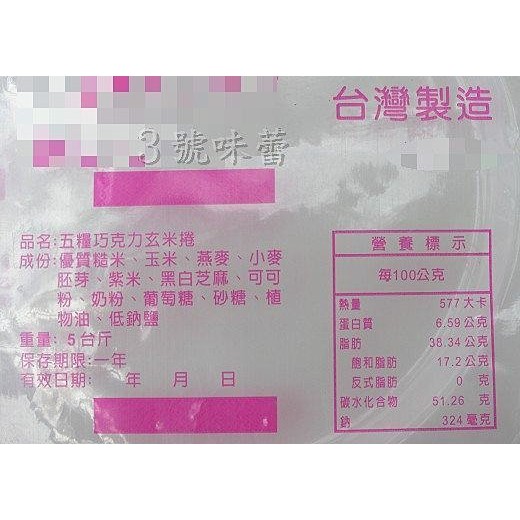 台灣製造
3號味蕾
品名:五糧巧克力玄米捲
成份:優質糙米、玉米、燕麥、小麥
胚芽、紫米、黑白芝麻、可可
粉、奶粉、葡萄糖、砂糖、植
物油、低鈉鹽
重量: 5台斤
保存期限:一年
有效日期: 年 月 日
營養標示
每100公克
熱量 577大卡
蛋白質 6.59公克
脂肪 38.34公克
飽和脂肪 17.2公克
反式脂肪 0 克
碳水化合物 51.26 克
鈉 324毫克